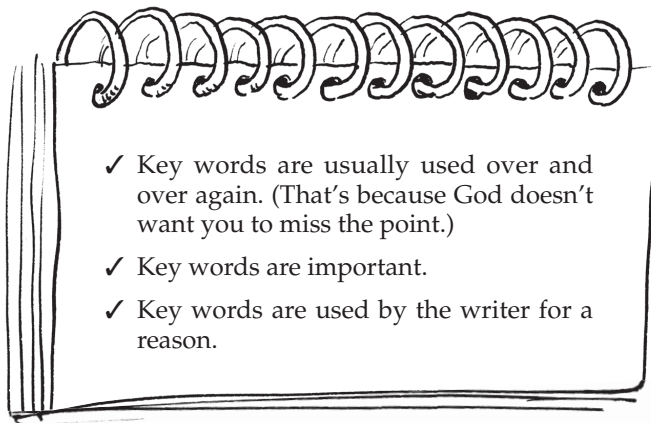 ✓ Key words are usually used over and
over again. (That's because God doesn't
want you to miss the point.)
✓ Key words are important.
✓ Key words are used by the writer for a
reason.